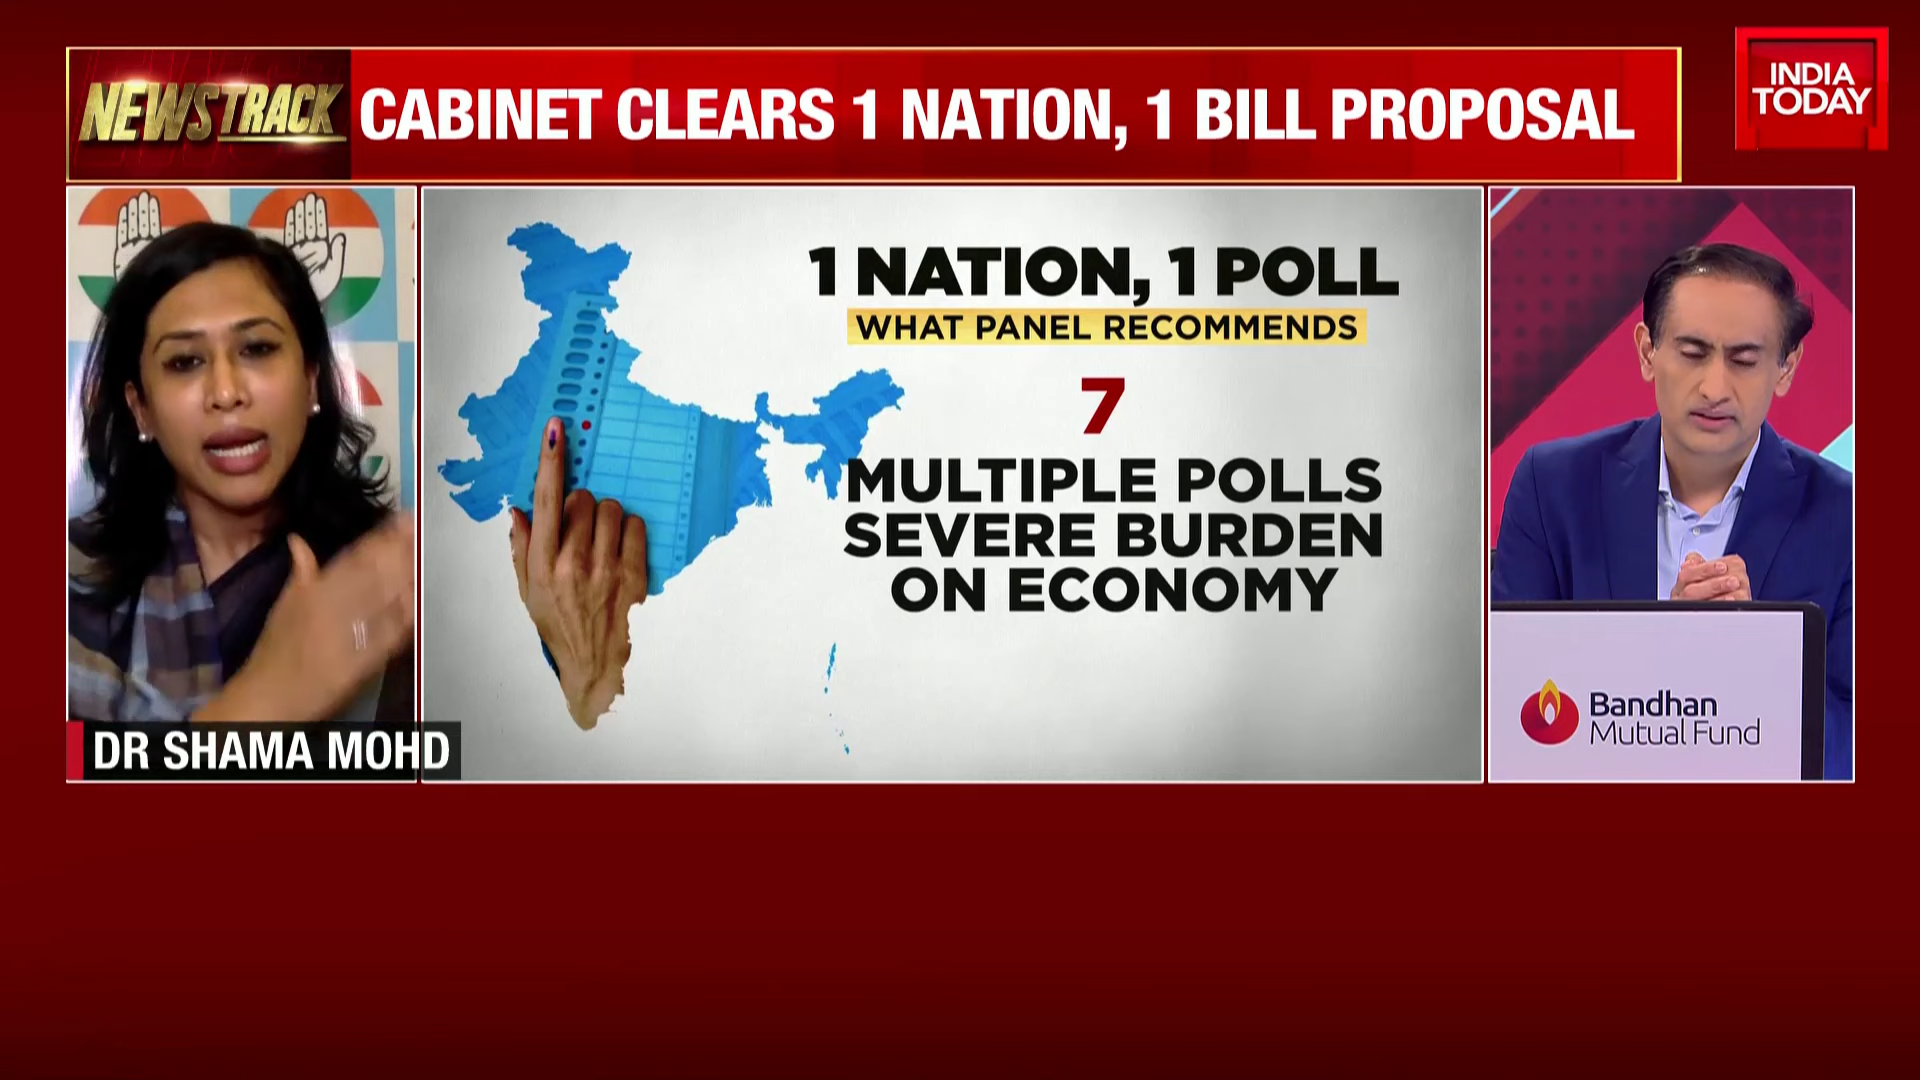 NEWSTRACK
CABINET CLEARS 1 NATION, 1 BILL PROPOSAL
INDIA
TODAY
1 NATION, 1 POLL
WHAT PANEL RECOMMENDS
7
MULTIPLE POLLS
SEVERE BURDEN
ON ECONOMY
DR SHAMA MOHD
Bandhan
Mutual Fund